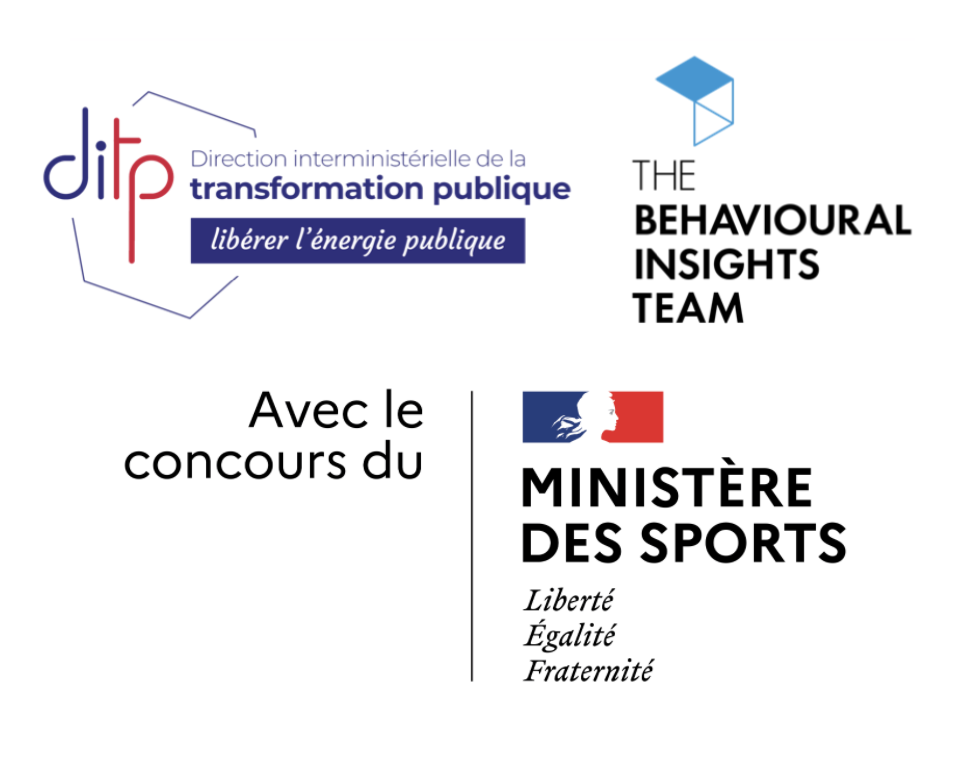 ditp
Direction interministérielle de la
transformation publique
libérer l'énergie publique
THE
BEHAVIOURAL
INSIGHTS
TEAM
Avec le
concours du
MINISTÈRE
DES SPORTS
Liberté
Égalité
Fraternité